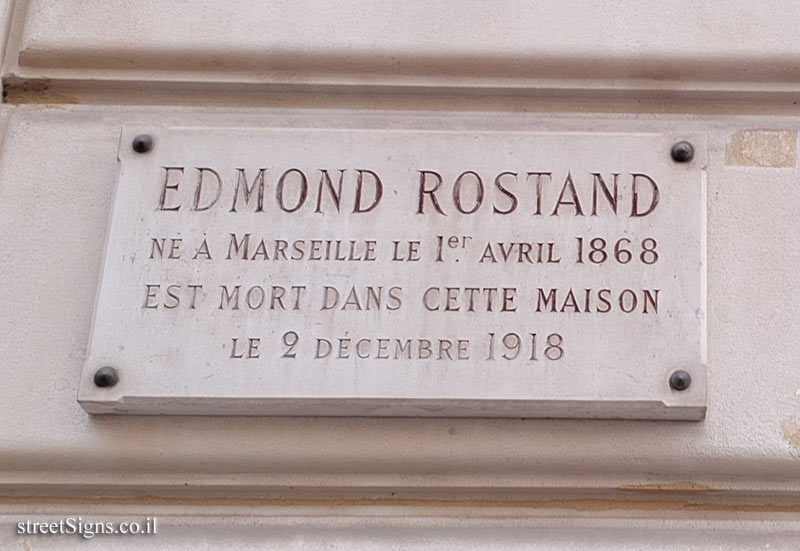 EDMOND ROSTAND
NÉ À MARSEILLE LE 1er AVRIL 1868
EST MORT DANS CETTE MAISON
LE 2 DÉCEMBRE 1918
streetSigns.co.il